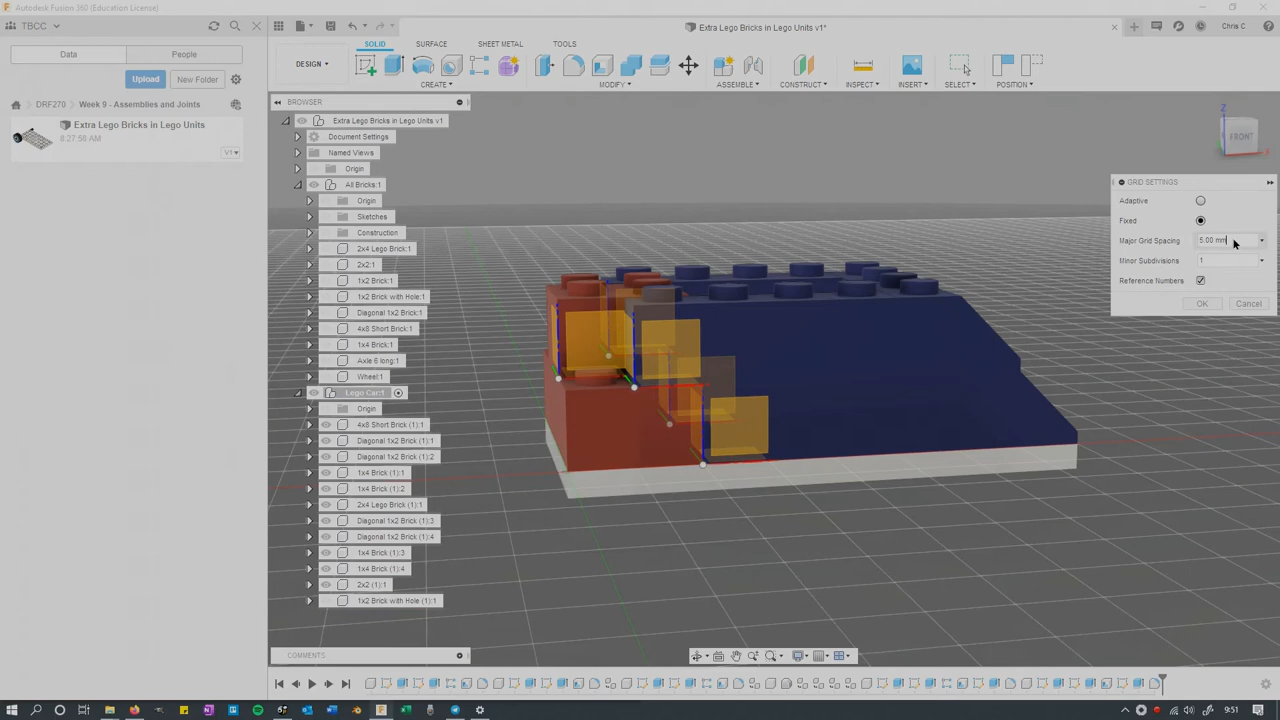 Autodesk Fusion 360 (Education License)
TBCC
Extra Lego Bricks in Lego Units v1*
Chris C
Data
People
Upload
New Folder
DRF270
Week 9 - Assemblies and Joints
Extra Lego Bricks in Lego Units
8:27:56 AM
V1
SOLID
SURFACE
SHEET METAL
TOOLS
DESIGN
CREATE
MODIFY
ASSEMBLE
CONSTRUCT
INSPECT
INSERT
SELECT
POSITION
BROWSER
Extra Lego Bricks in Lego Units v1
Document Settings
Named Views
Origin
All Bricks:1
Origin
Sketches
Construction
2x4 Lego Brick:1
2x2:1
1x2 Brick:1
1x2 Brick with Hole:1
Diagonal 1x2 Brick:1
4x8 Short Brick:1
1x4 Brick:1
Axle 6 long:1
Wheel:1
Lego Car:1
Origin
4x8 Short Brick (1):1
Diagonal 1x2 Brick (1):1
Diagonal 1x2 Brick (1):2
1x4 Brick (1):1
1x4 Brick (1):2
2x4 Lego Brick (1):1
Diagonal 1x2 Brick (1):3
Diagonal 1x2 Brick (1):4
1x4 Brick (1):3
1x4 Brick (1):4
2x2 (1):1
1x2 Brick with Hole (1):1
Z
FRONT
X
GRID SETTINGS
Adaptive
Fixed
Major Grid Spacing
5.00 mm
Minor Subdivisions
1
Reference Numbers
OK
Cancel
COMMENTS
9:51